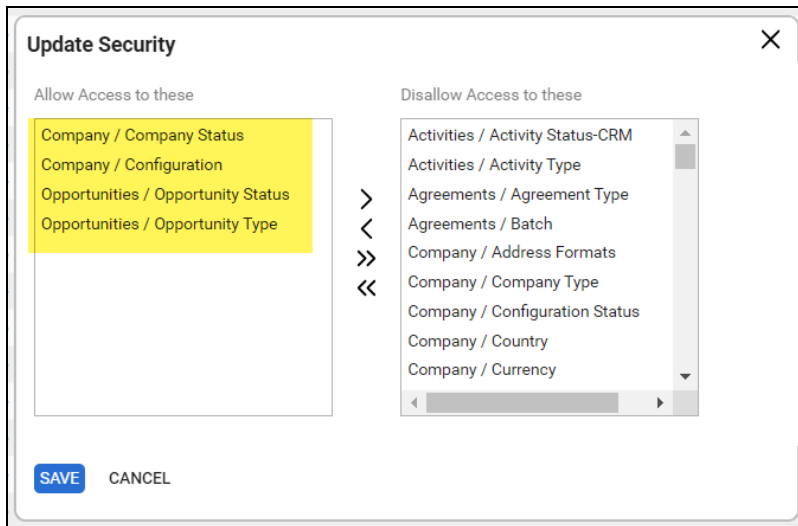 Update Security
Allow Access to these
Company / Company Status
Company / Configuration
Opportunities / Opportunity Status
Opportunities / Opportunity Type
Disallow Access to these
Activities / Activity Status-CRM
Activities / Activity Type
Agreements / Agreement Type
Agreements / Batch
Company / Address Formats
Company / Company Type
Company / Configuration Status
Company / Country
Company / Currency
SAVE
CANCEL